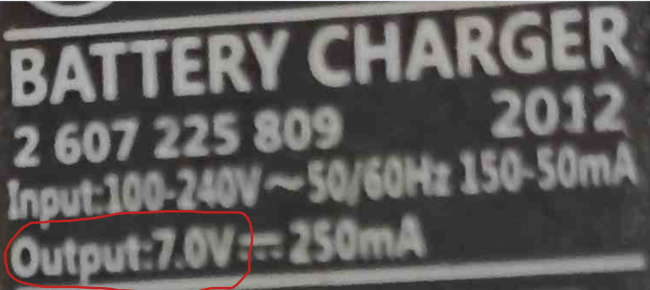 BATTERY CHARGER
2 607 225 809 2012
Input:100-240V~50/60Hz 150-50mA
Output:7.0V⎓250mA